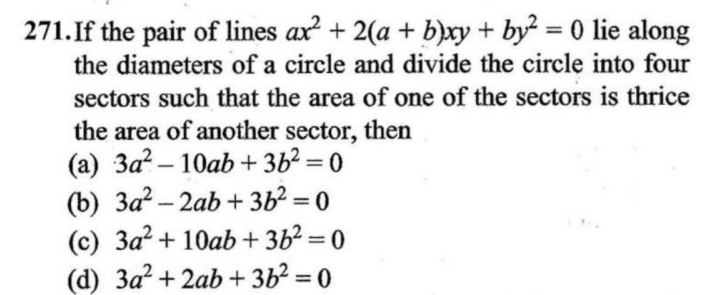 271. If the pair of lines ax² + 2(a + b)xy + by² = 0 lie along
the diameters of a circle and divide the circle into four
sectors such that the area of one of the sectors is thrice
the area of another sector, then
(a) 3a² – 10ab + 3b² = 0
(b) 3a² – 2ab + 3b² = 0
(c) 3a² + 10ab + 3b² = 0
(d) 3a² + 2ab + 3b² = 0